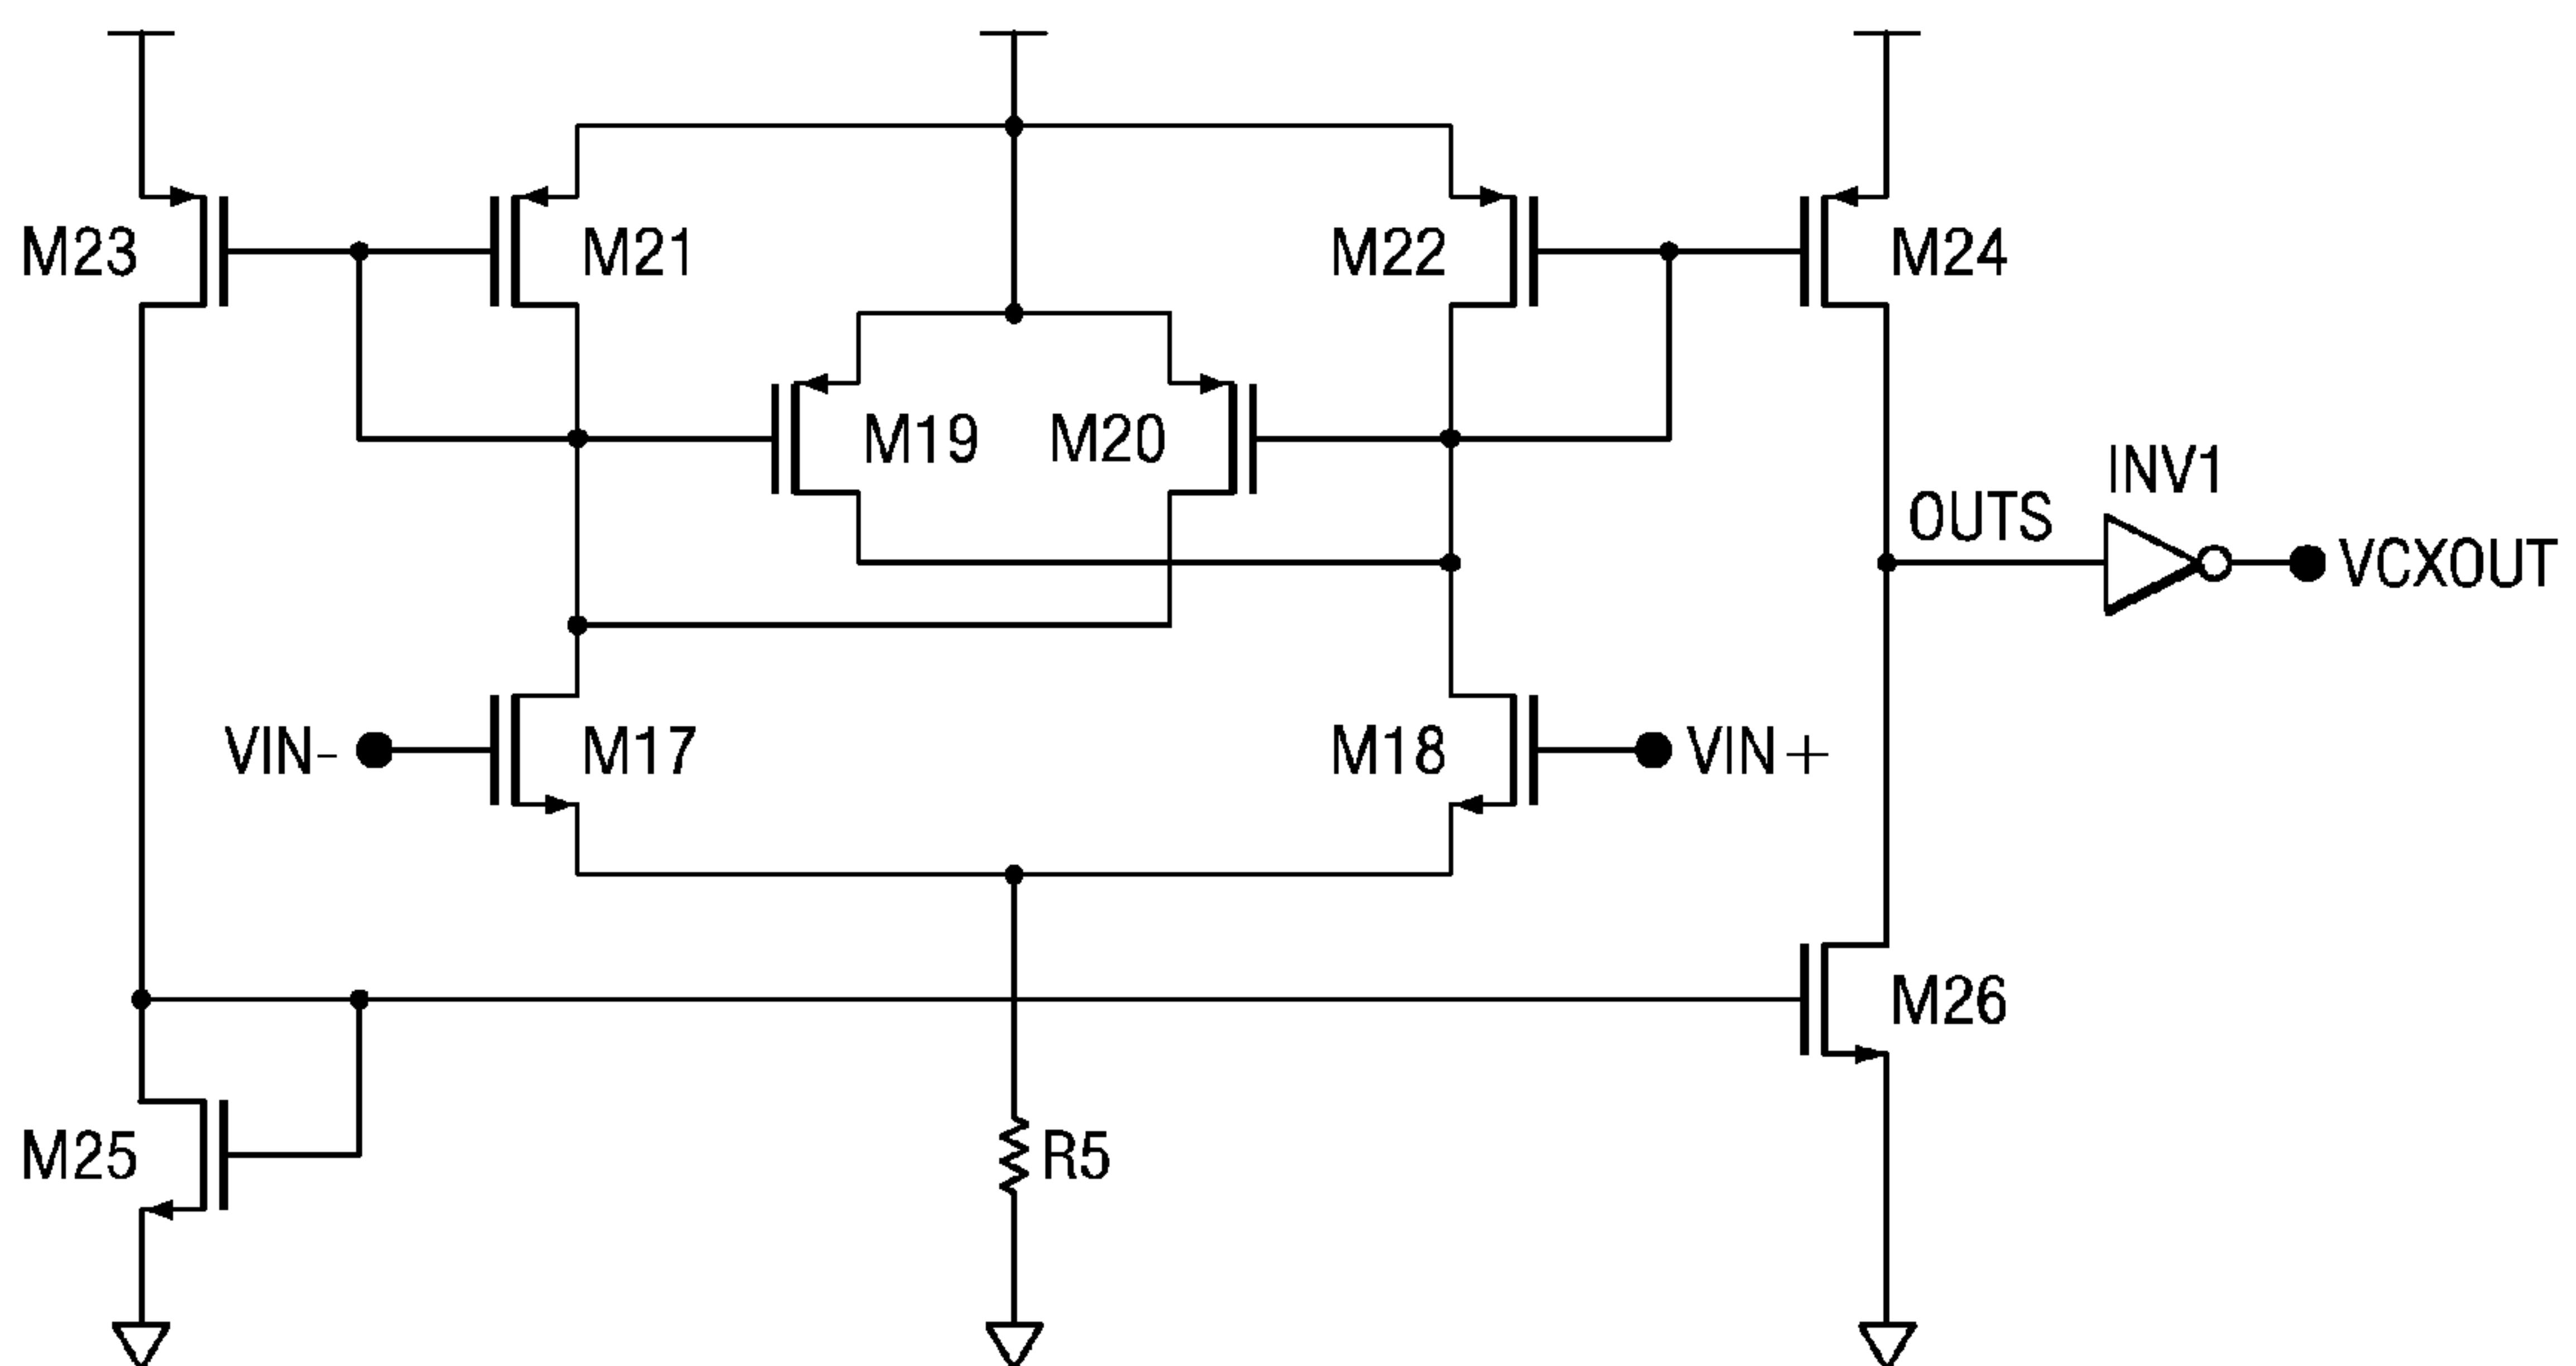 M23
M21
M22
M24
M19
M20
INV1
OUTS
VCXOUT
VIN-
M17
M18
VIN+
M26
M25
R5